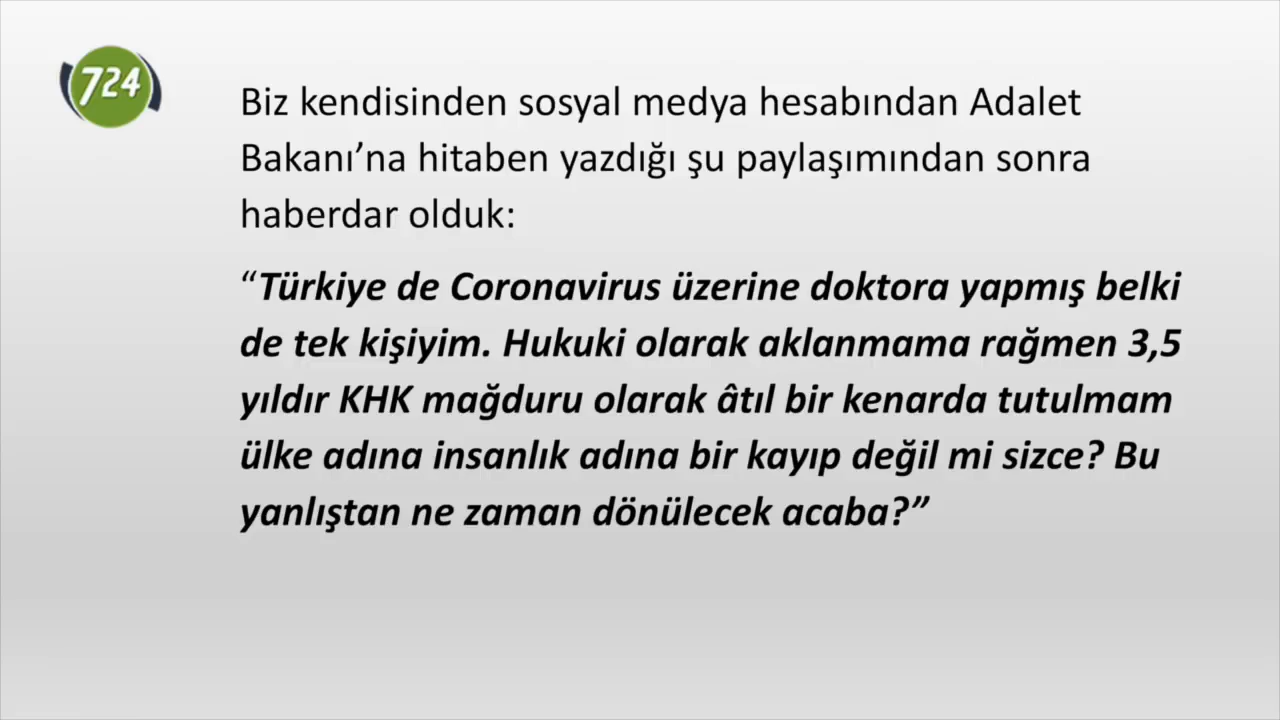 724
Biz kendisinden sosyal medya hesabından Adalet
Bakanı’na hitaben yazdığı şu paylaşımından sonra
haberdar olduk:
“Türkiye de Coronavirus üzerine doktora yapmış belki
de tek kişiyim. Hukuki olarak aklanmama rağmen 3,5
yıldır KHK mağduru olarak âtıl bir kenarda tutulmam
ülke adına insanlık adına bir kayıp değil mi sizce? Bu
yanlıştan ne zaman dönülecek acaba?”